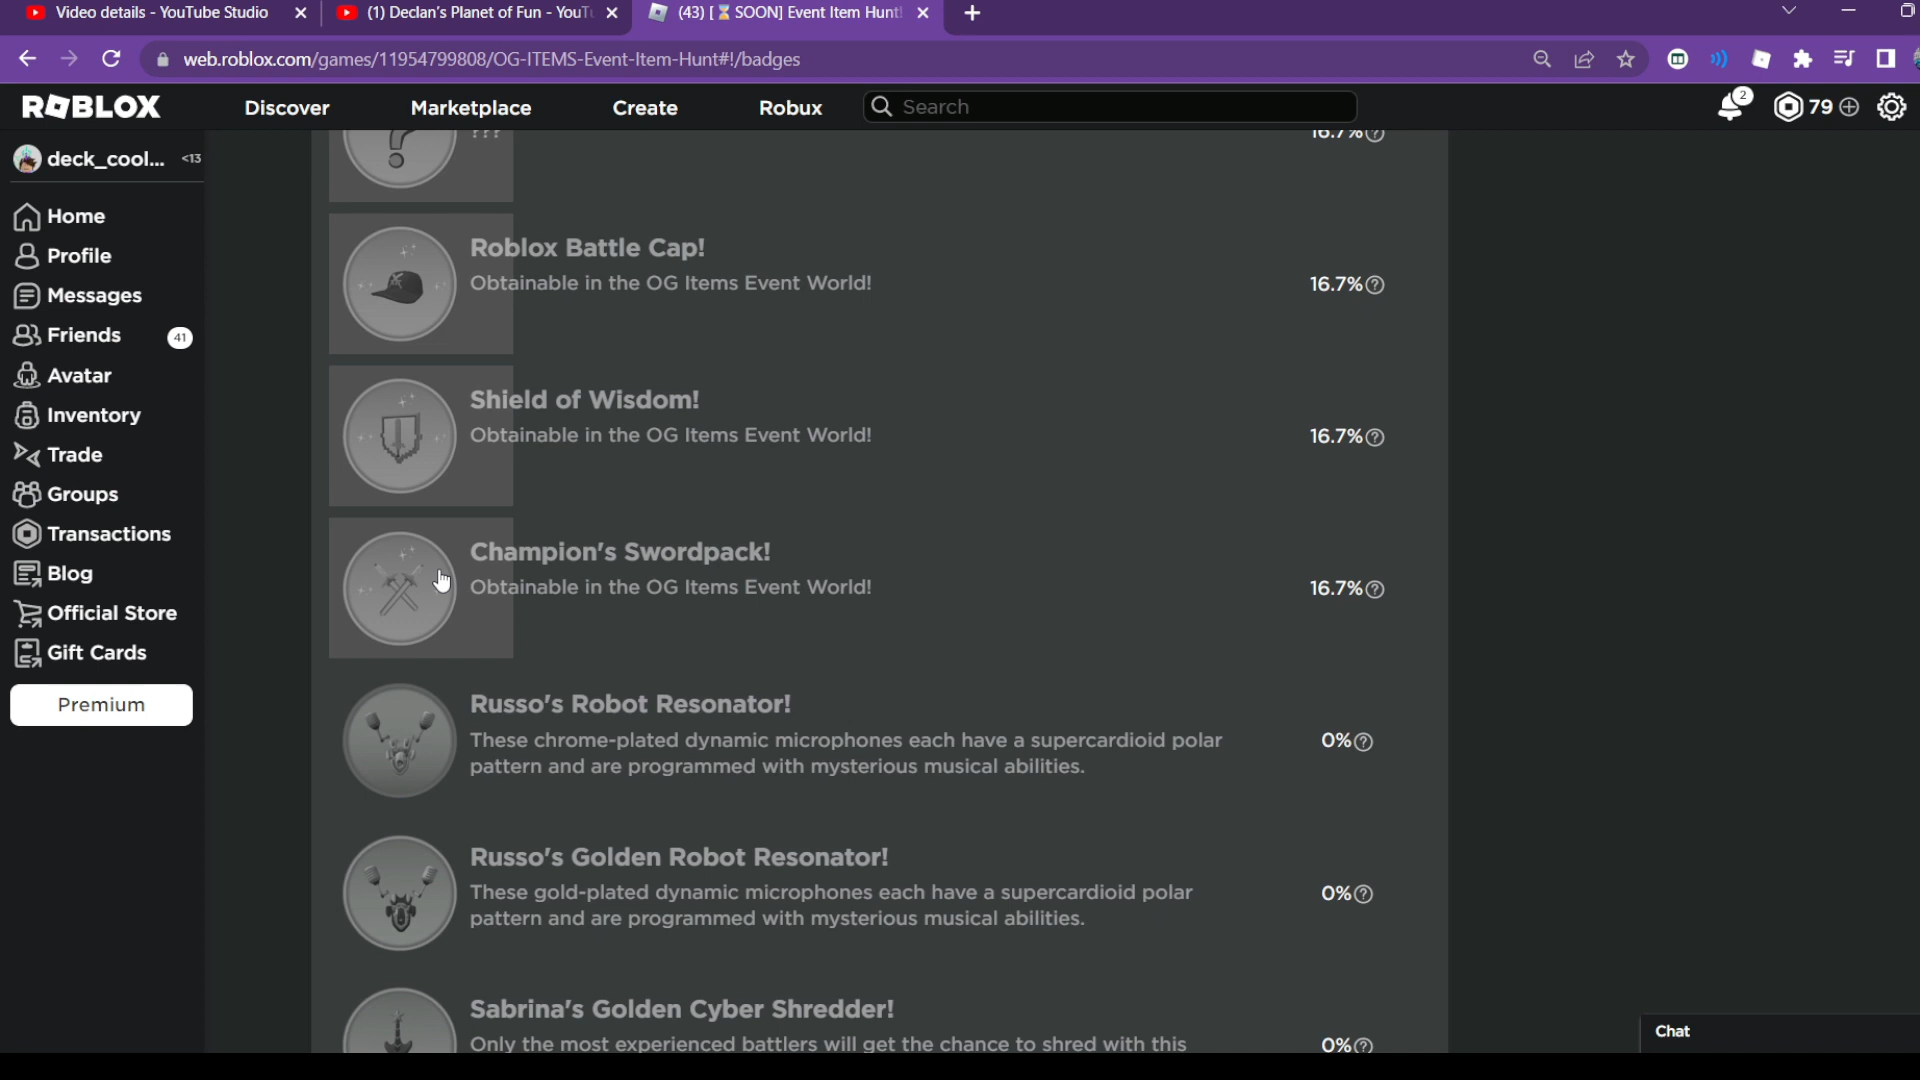 Video details - YouTube Studio
(1) Declan's Planet of Fun - YouT
(43) [⌛ SOON] Event Item Hunt!
web.roblox.com/games/11954799808/OG-ITEMS-Event-Item-Hunt#!/badges
ROBLOX
Discover
Marketplace
Create
Robux
Search
2
79
deck_cool... <13
Home
Profile
Messages
Friends 41
Avatar
Inventory
Trade
Groups
Transactions
Blog
Official Store
Gift Cards
Premium
???
16.7%
Roblox Battle Cap!
Obtainable in the OG Items Event World!
16.7%
Shield of Wisdom!
Obtainable in the OG Items Event World!
16.7%
Champion's Swordpack!
Obtainable in the OG Items Event World!
16.7%
Russo's Robot Resonator!
These chrome-plated dynamic microphones each have a supercardioid polar
pattern and are programmed with mysterious musical abilities.
0%
Russo's Golden Robot Resonator!
These gold-plated dynamic microphones each have a supercardioid polar
pattern and are programmed with mysterious musical abilities.
0%
Sabrina's Golden Cyber Shredder!
Only the most experienced battlers will get the chance to shred with this
0%
Chat